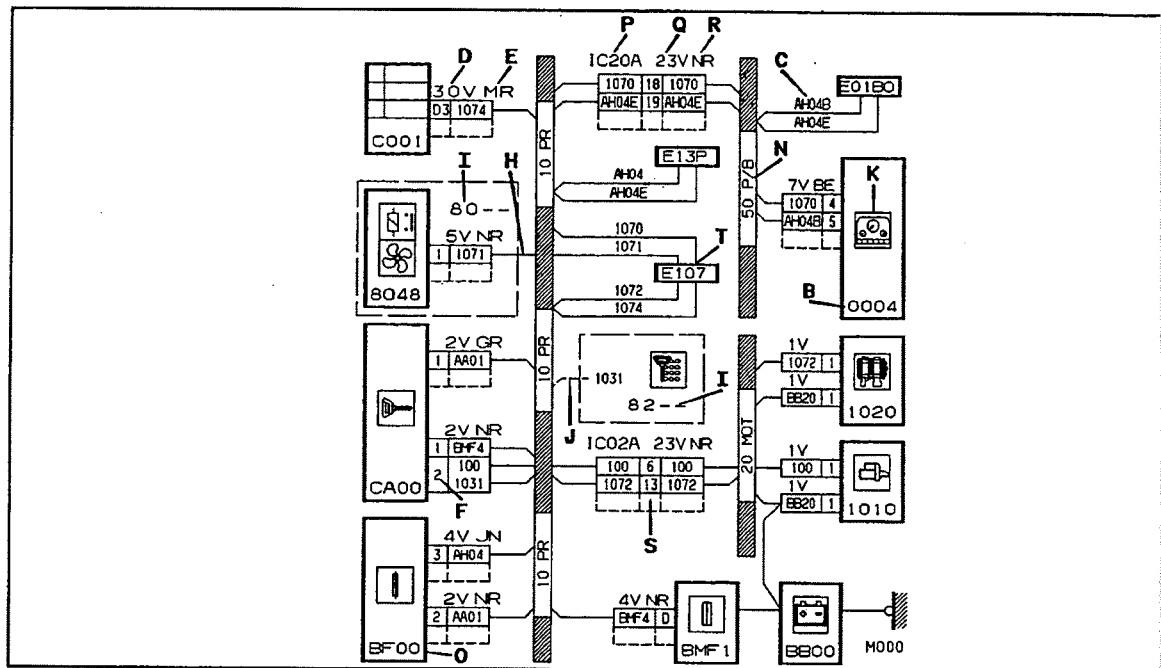 P Q R
IC20A 23V NR
D E
30V MR
D3 1074
C001
1070 18 1070
AH04E 19 AH04E
C
E01B0
AH04B
AH04E
10 PR
E13P
AH04
AH04E
50 P/B
N
7V BE
1070 4
AH04B 5
K
B
0004
I
80
H
5V NR
1 1071
8048
1070
1071
T
E107
1072
1074
2V GR
1 AA01
10 PR
1031
82
I
J
1V
1072 1
1V
BB20 1
1020
2V NR
1 BMF4
100
2 1031
CA00
F
IC02A 23V NR
100 6 100
1072 13 1072
S
20 MOT
1V
100 1
1V
BB20 1
1010
4V JN
3 AH04
2V NR
2 AA01
BF00
O
10 PR
4V NR
BMF4 D
BMF1
BB00
M000